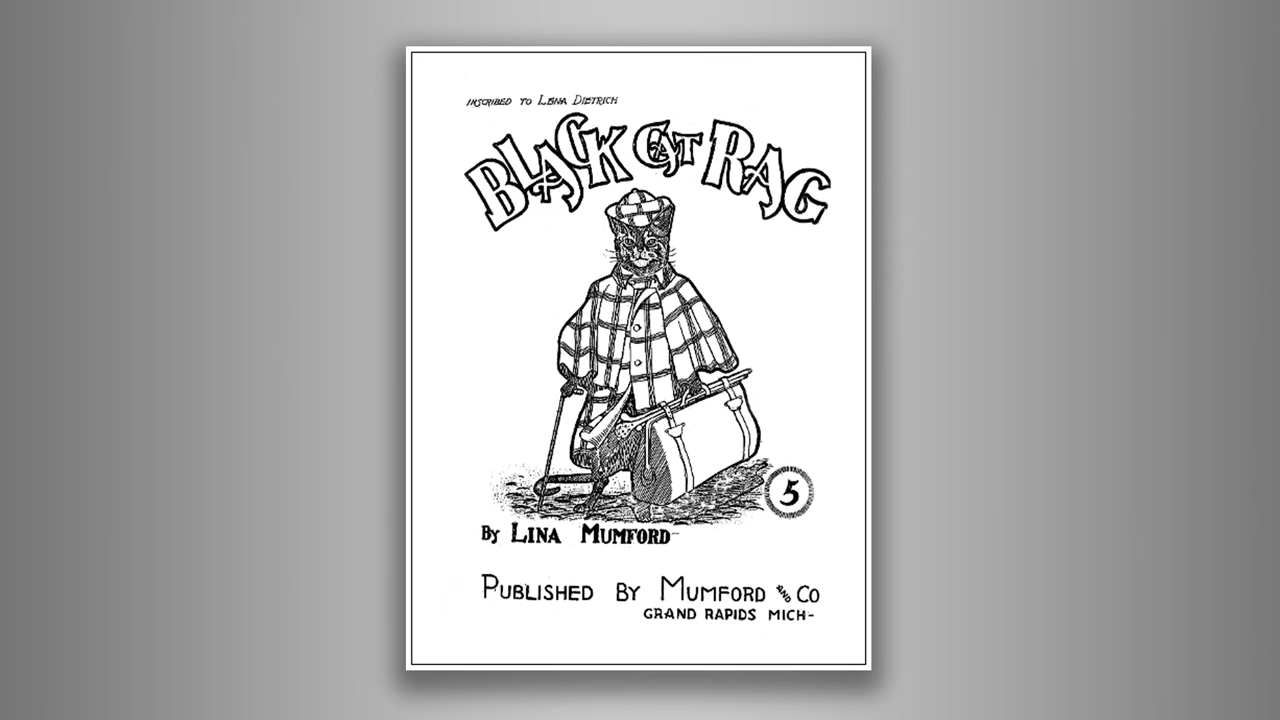 INSCRIBED TO LENA DIETRICH
BLACK CAT RAG
5
BY LINA MUMFORD
PUBLISHED BY MUMFORD AND CO
GRAND RAPIDS MICH-